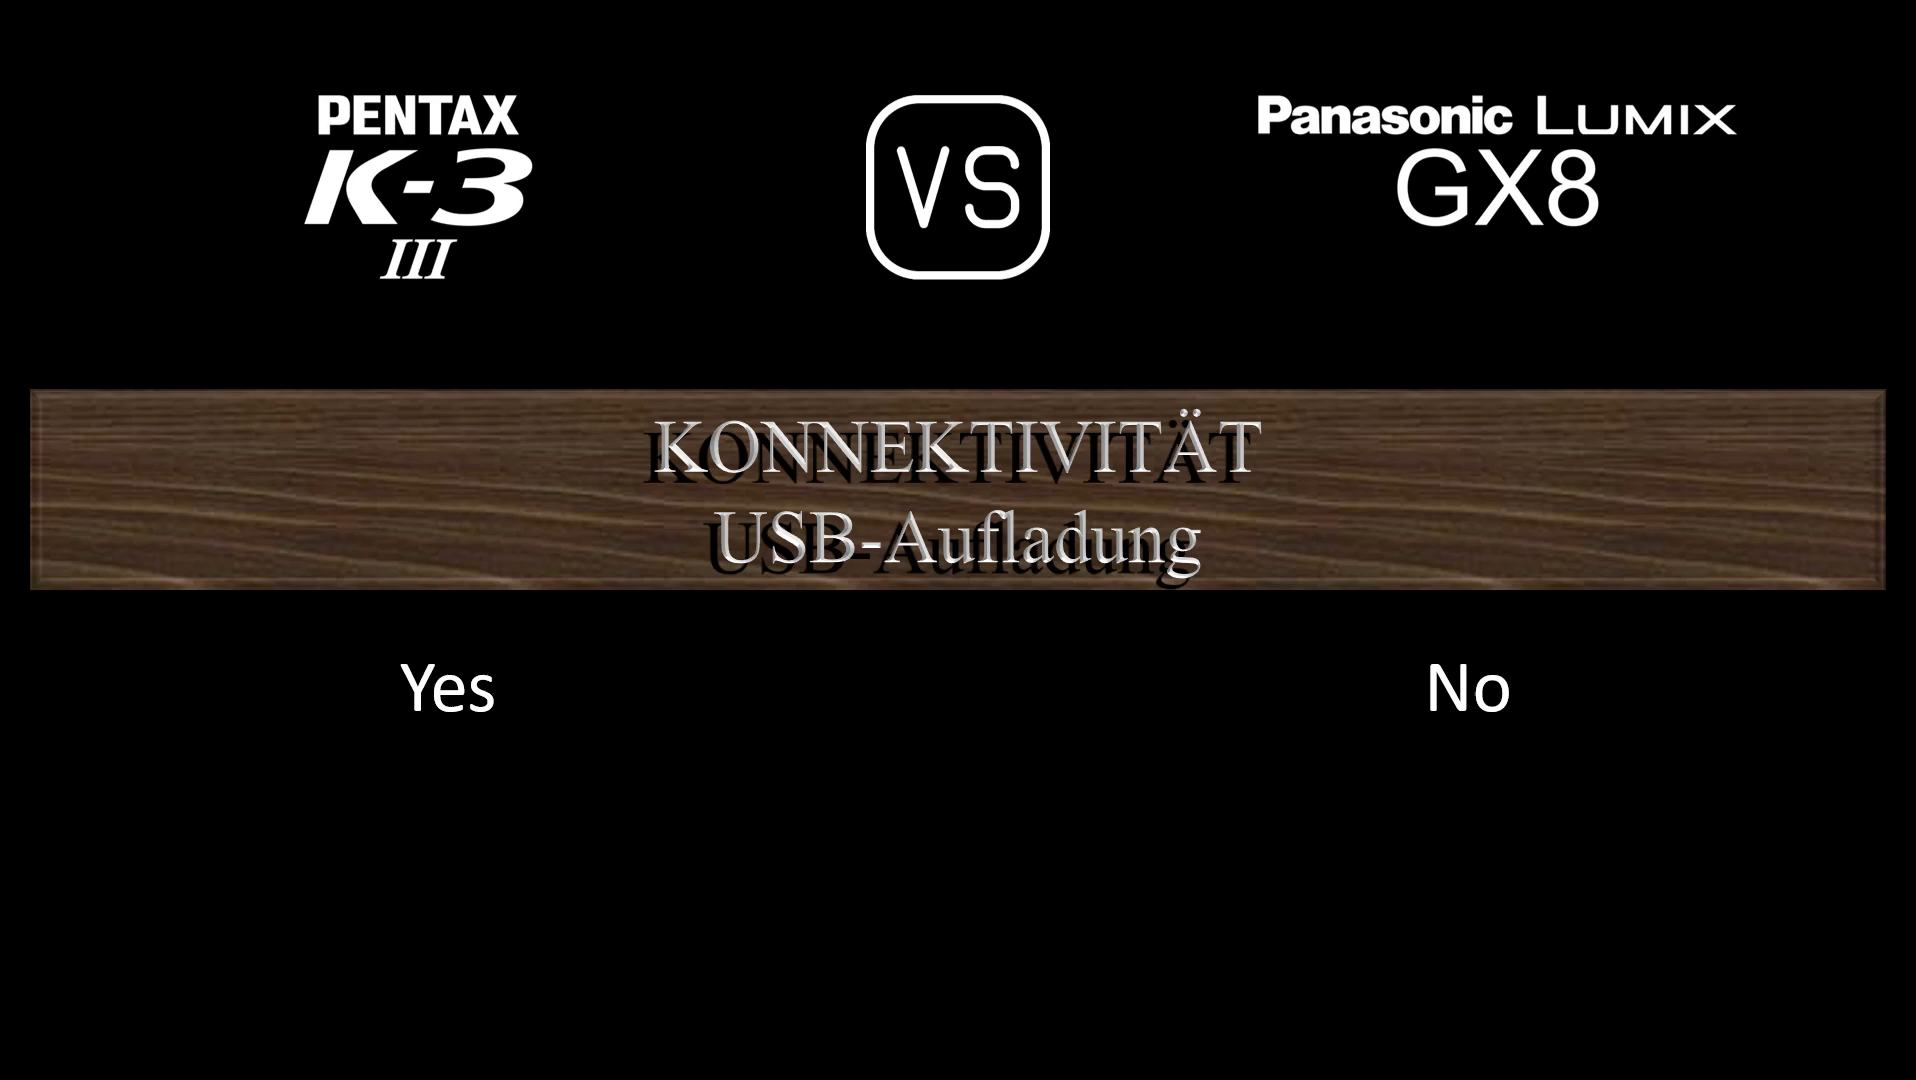 PENTAX
K-3
III
VS
Panasonic LUMIX
GX8
KONNEKTIVITÄT
USB-Aufladung
Yes
No